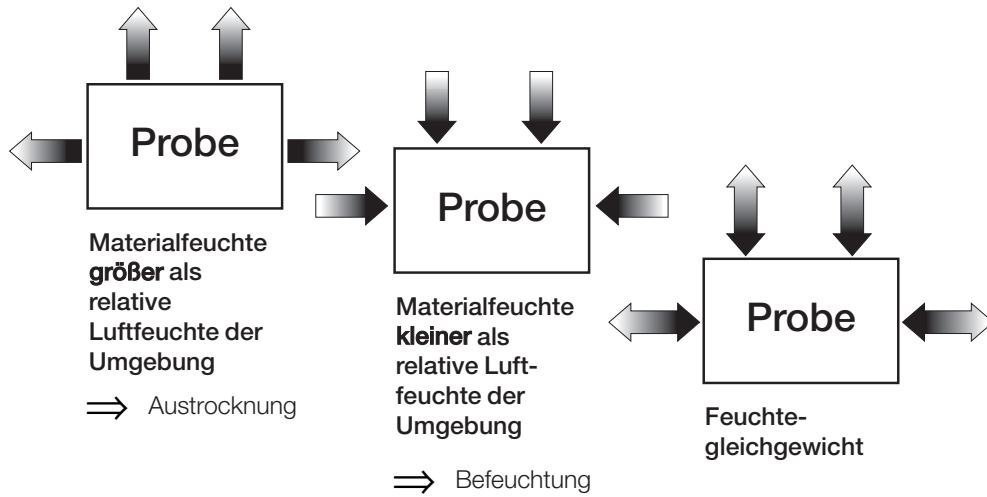 Probe
Materialfeuchte
größer als
relative
Luftfeuchte der
Umgebung
⇒ Austrocknung
Probe
Materialfeuchte
kleiner als
relative Luft-
feuchte der
Umgebung
⇒ Befeuchtung
Probe
Feuchte-
gleichgewicht